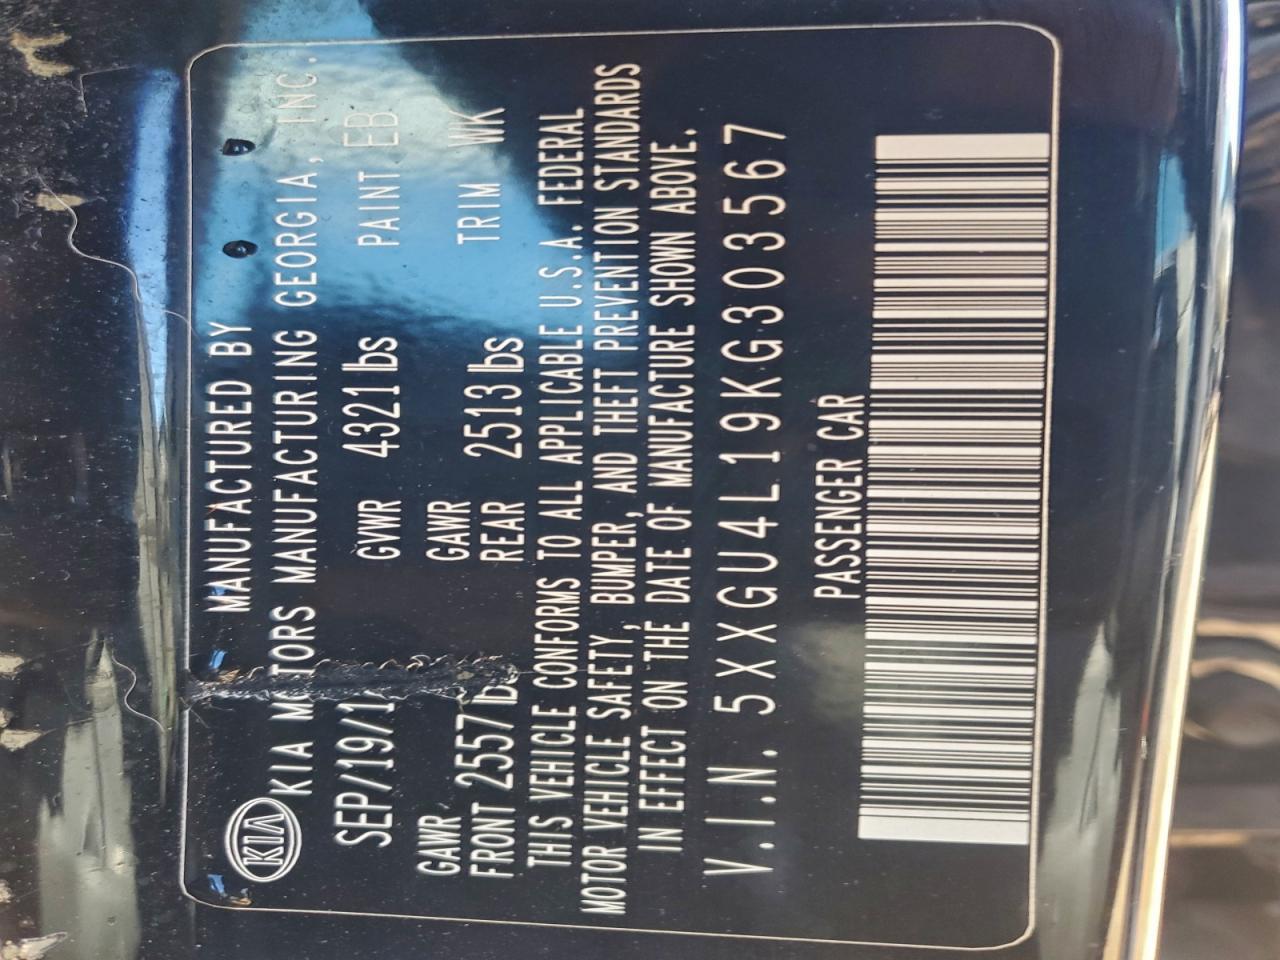 KIA
MANUFACTURED BY
KIA MOTORS MANUFACTURING GEORGIA, INC.
SEP/19/1 GVWR 4321 lbs PAINT EB
GAWR GAWR
FRONT 2557 lbs REAR 2513 lbs TRIM WK
THIS VEHICLE CONFORMS TO ALL APPLICABLE U.S.A. FEDERAL
MOTOR VEHICLE SAFETY, BUMPER, AND THEFT PREVENTION STANDARDS
IN EFFECT ON THE DATE OF MANUFACTURE SHOWN ABOVE.
V.I.N. 5XXGU4L19KG303567
PASSENGER CAR